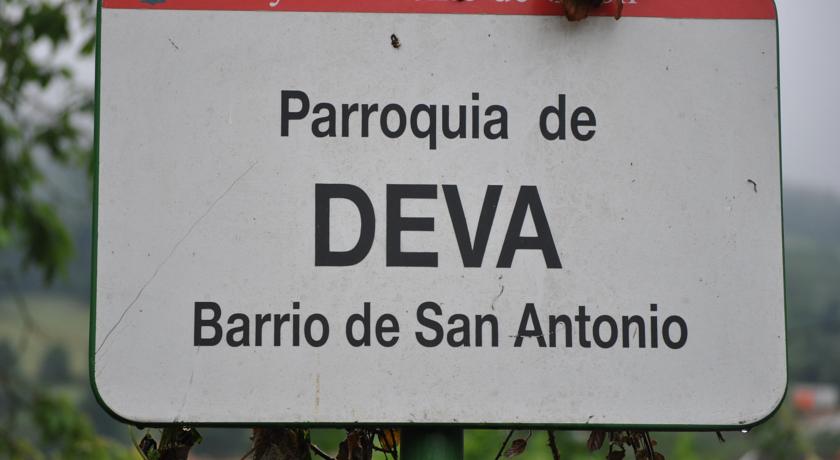 Parroquia de
DEVA
Barrio de San Antonio